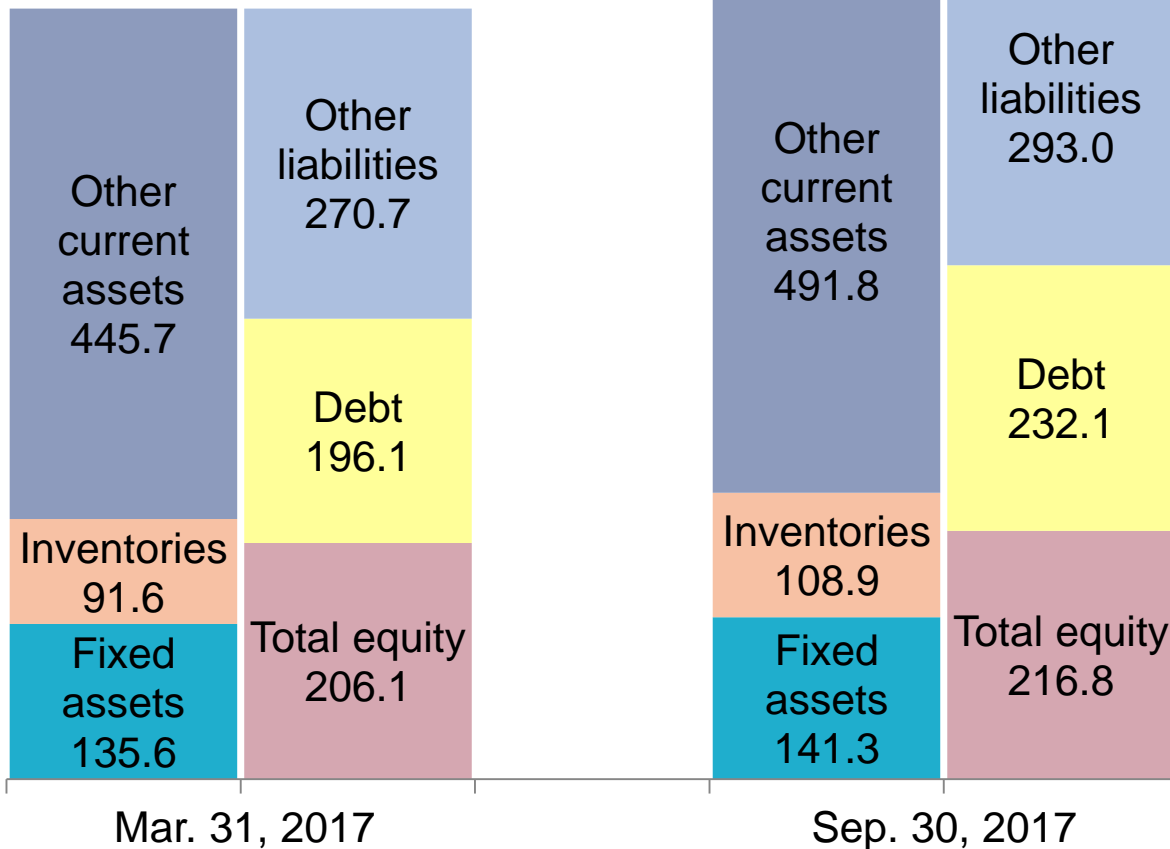 Other
current
assets
445.7
Inventories
91.6
Fixed
assets
135.6
Other
liabilities
270.7
Debt
196.1
Total equity
206.1
Mar. 31, 2017
Other
current
assets
491.8
Inventories
108.9
Fixed
assets
141.3
Other
liabilities
293.0
Debt
232.1
Total equity
216.8
Sep. 30, 2017